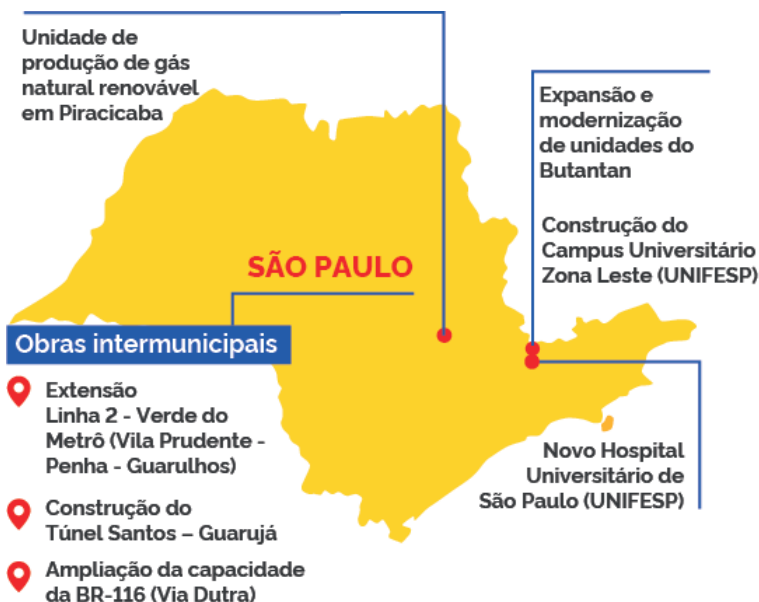 Unidade de
produção de gás
natural renovável
em Piracicaba
Expansão e
modernização
de unidades do
Butantan
Construção do
Campus Universitário
Zona Leste (UNIFESP)
SÃO PAULO
Obras intermunicipais
Extensão
Linha 2 - Verde do
Metrô (Vila Prudente -
Penha - Guarulhos)
Construção do
Túnel Santos – Guarujá
Ampliação da capacidade
da BR-116 (Via Dutra)
Novo Hospital
Universitário de
São Paulo (UNIFESP)